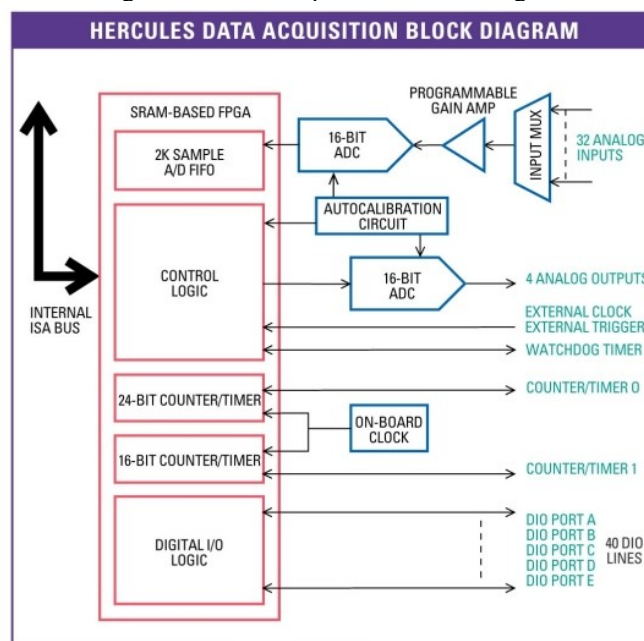 HERCULES DATA ACQUISITION BLOCK DIAGRAM
SRAM-BASED FPGA
2K SAMPLE
A/D FIFO
16-BIT
ADC
PROGRAMMABLE
GAIN AMP
INPUT MUX
32 ANALOG
INPUTS
AUTOCALIBRATION
CIRCUIT
CONTROL
LOGIC
16-BIT
ADC
4 ANALOG OUTPUTS
INTERNAL
ISA BUS
EXTERNAL CLOCK
EXTERNAL TRIGGER
WATCHDOG TIMER
24-BIT COUNTER/TIMER
COUNTER/TIMER 0
ON-BOARD
CLOCK
16-BIT COUNTER/TIMER
COUNTER/TIMER 1
DIGITAL I/O
LOGIC
DIO PORT A
DIO PORT B
DIO PORT C
DIO PORT D
DIO PORT E
40 DIO
LINES